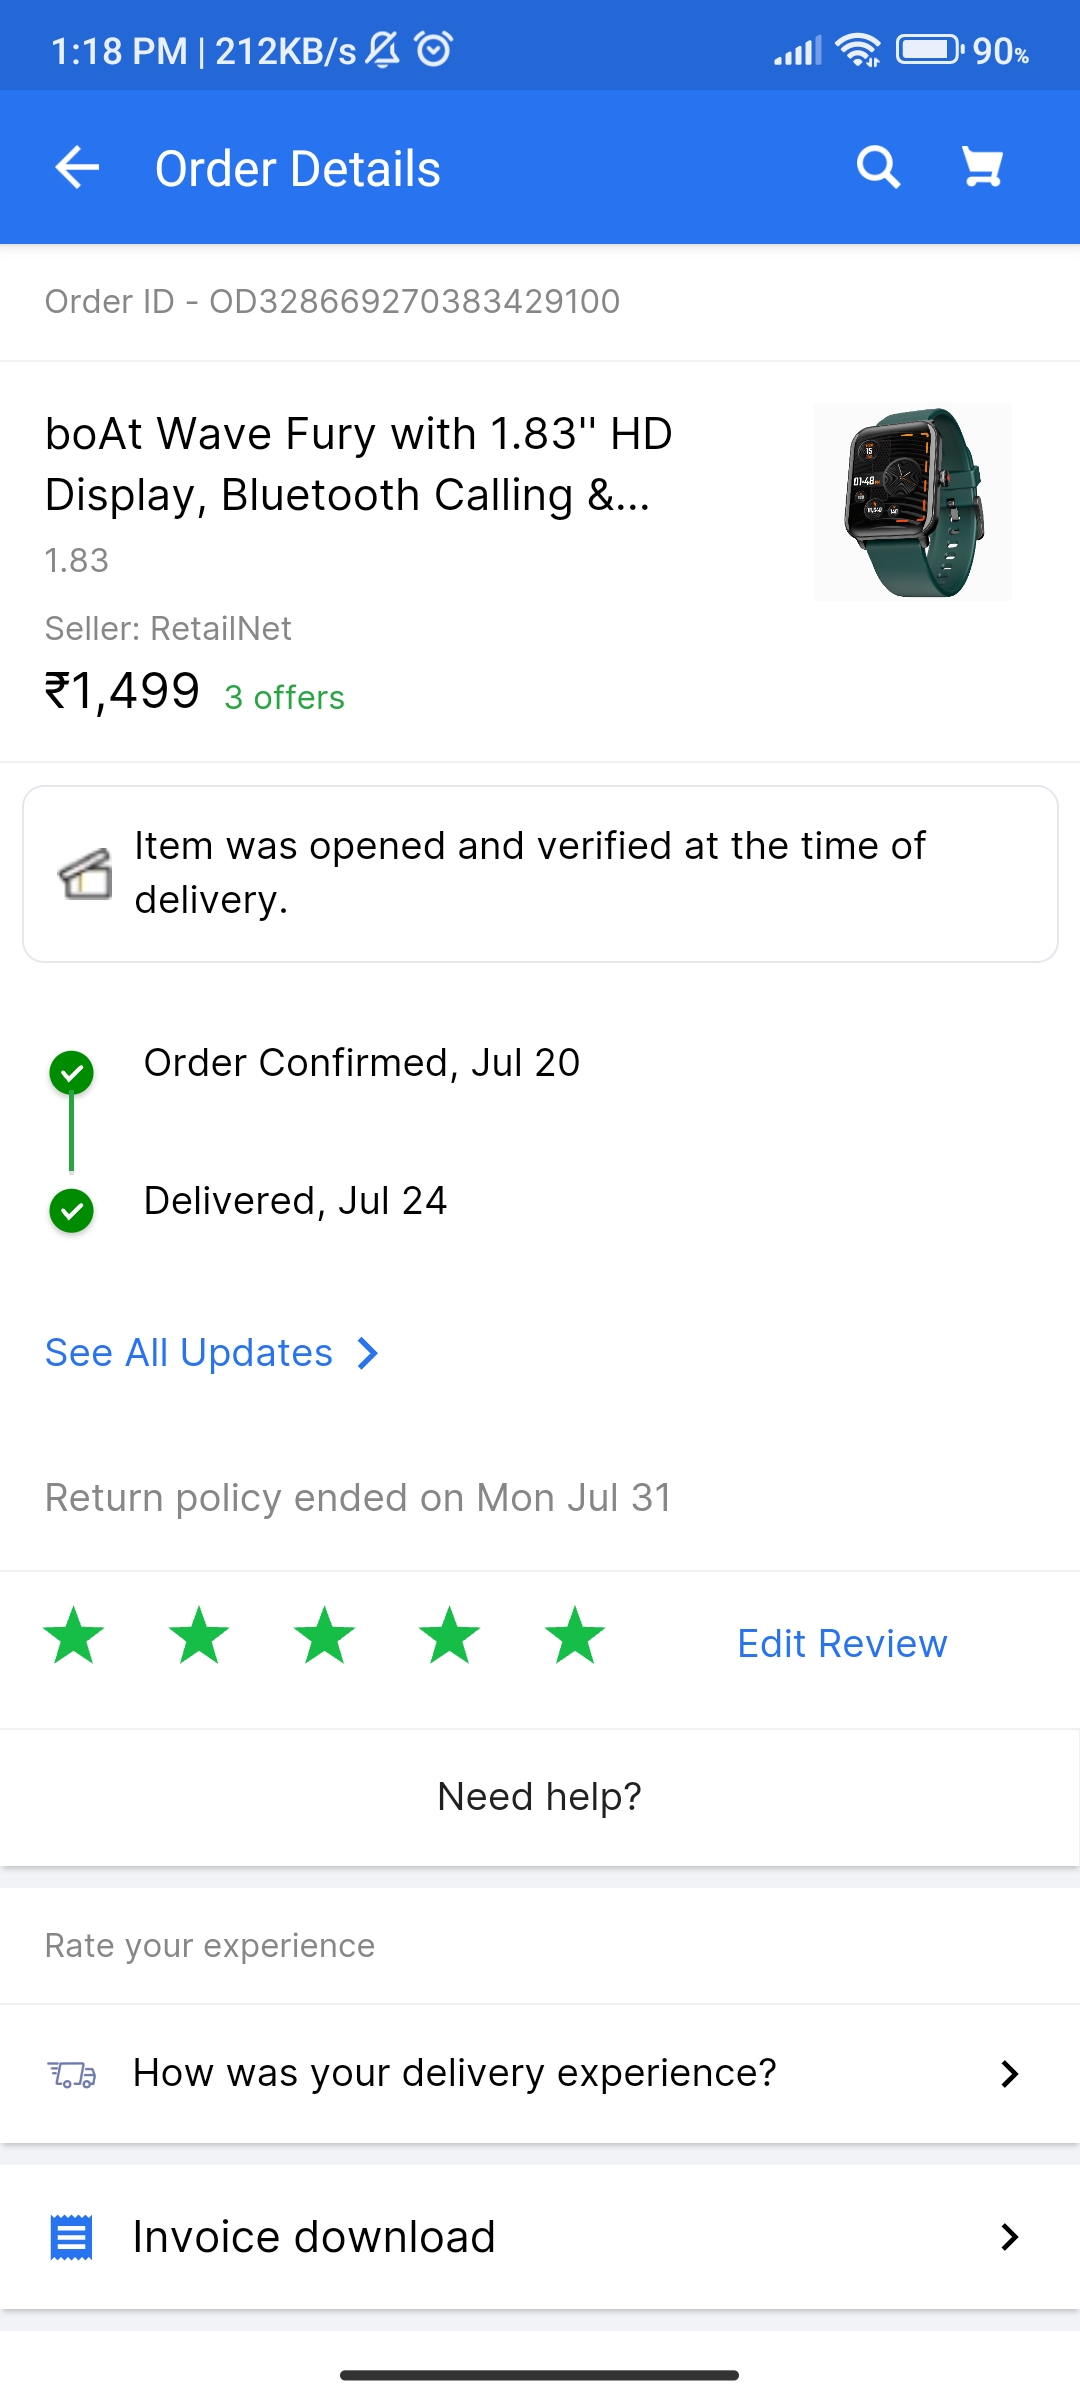 1:18 PM | 212KB/s 90%
Order Details
Order ID - OD328669270383429100
boAt Wave Fury with 1.83" HD
Display, Bluetooth Calling &...
1.83
Seller: RetailNet
₹1,499 3 offers
Item was opened and verified at the time of
delivery.
Order Confirmed, Jul 20
Delivered, Jul 24
See All Updates
Return policy ended on Mon Jul 31
Edit Review
Need help?
Rate your experience
How was your delivery experience?
Invoice download